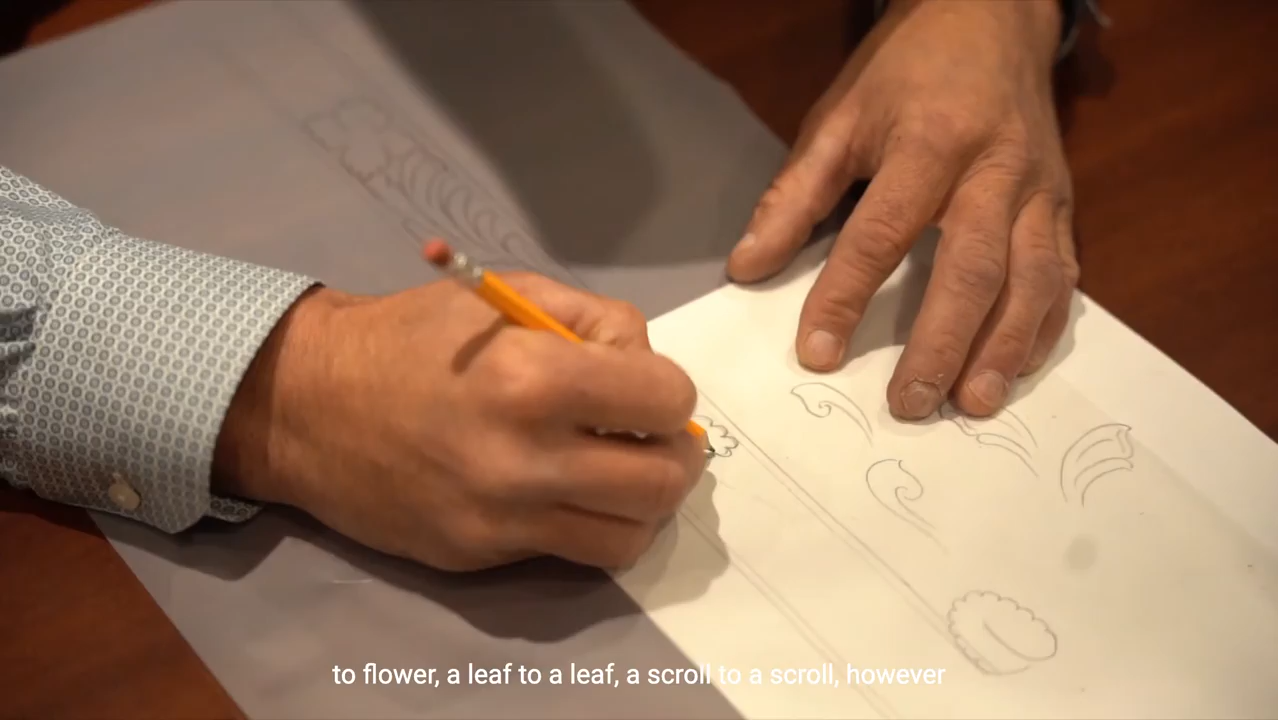 to flower, a leaf to a leaf, a scroll to a scroll, however